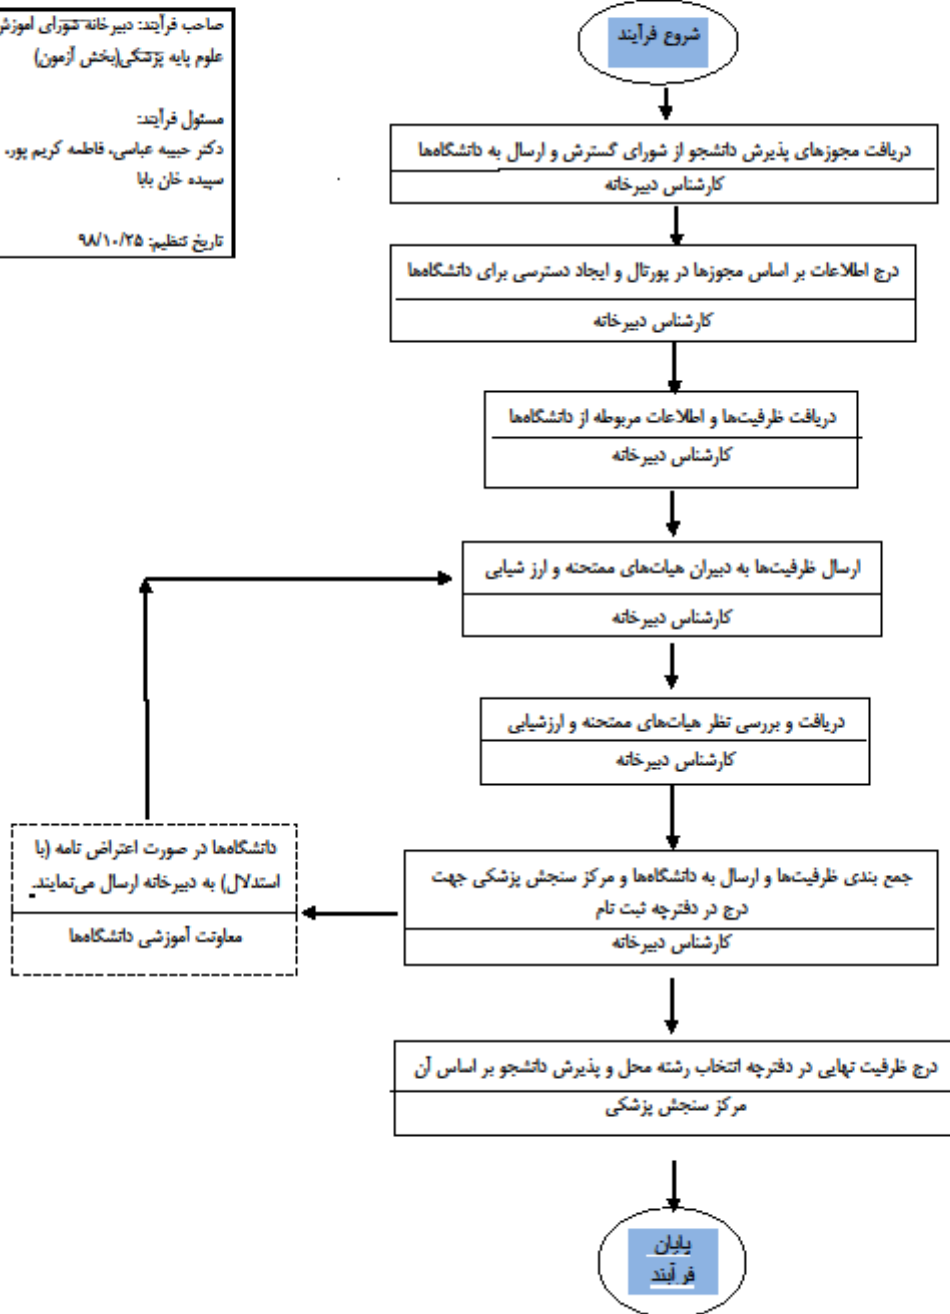 صاحب فرآیند: دبیرخانه شورای اموزش
علوم پایه پزشکی(بخش آزمون)
مسئول فرآیند:
دکتر حبیبه عباسی، فاطمه کریم پور،
سپیده خان بابا
تاریخ تنظیم: ۹۸/۱۰/۲۵
شروع فرآیند
دریافت مجوزهای پذیرش دانشجو از شورای گسترش و ارسال به دانشگاه‌ها
کارشناس دبیرخانه
درج اطلاعات بر اساس مجوزها در پورتال و ایجاد دسترسی برای دانشگاه‌ها
کارشناس دبیرخانه
دریافت ظرفیت‌ها و اطلاعات مربوطه از دانشگاه‌ها
کارشناس دبیرخانه
ارسال ظرفیت‌ها به دبیران هیات‌های ممتحنه و ارز شیابی
کارشناس دبیرخانه
دریافت و بررسی نظر هیات‌های ممتحنه و ارزشیابی
کارشناس دبیرخانه
جمع بندی ظرفیت‌ها و ارسال به دانشگاه‌ها و مرکز سنجش پزشکی جهت
درج در دفترچه ثبت نام
کارشناس دبیرخانه
دانشگاه‌ها در صورت اعتراض نامه (با
استدلال) به دبیرخانه ارسال می‌نمایند.
معاونت آموزشی دانشگاه‌ها
درج ظرفیت نهایی در دفترچه انتخاب رشته محل و پذیرش دانشجو بر اساس آن
مرکز سنجش پزشکی
پایان
فرآیند